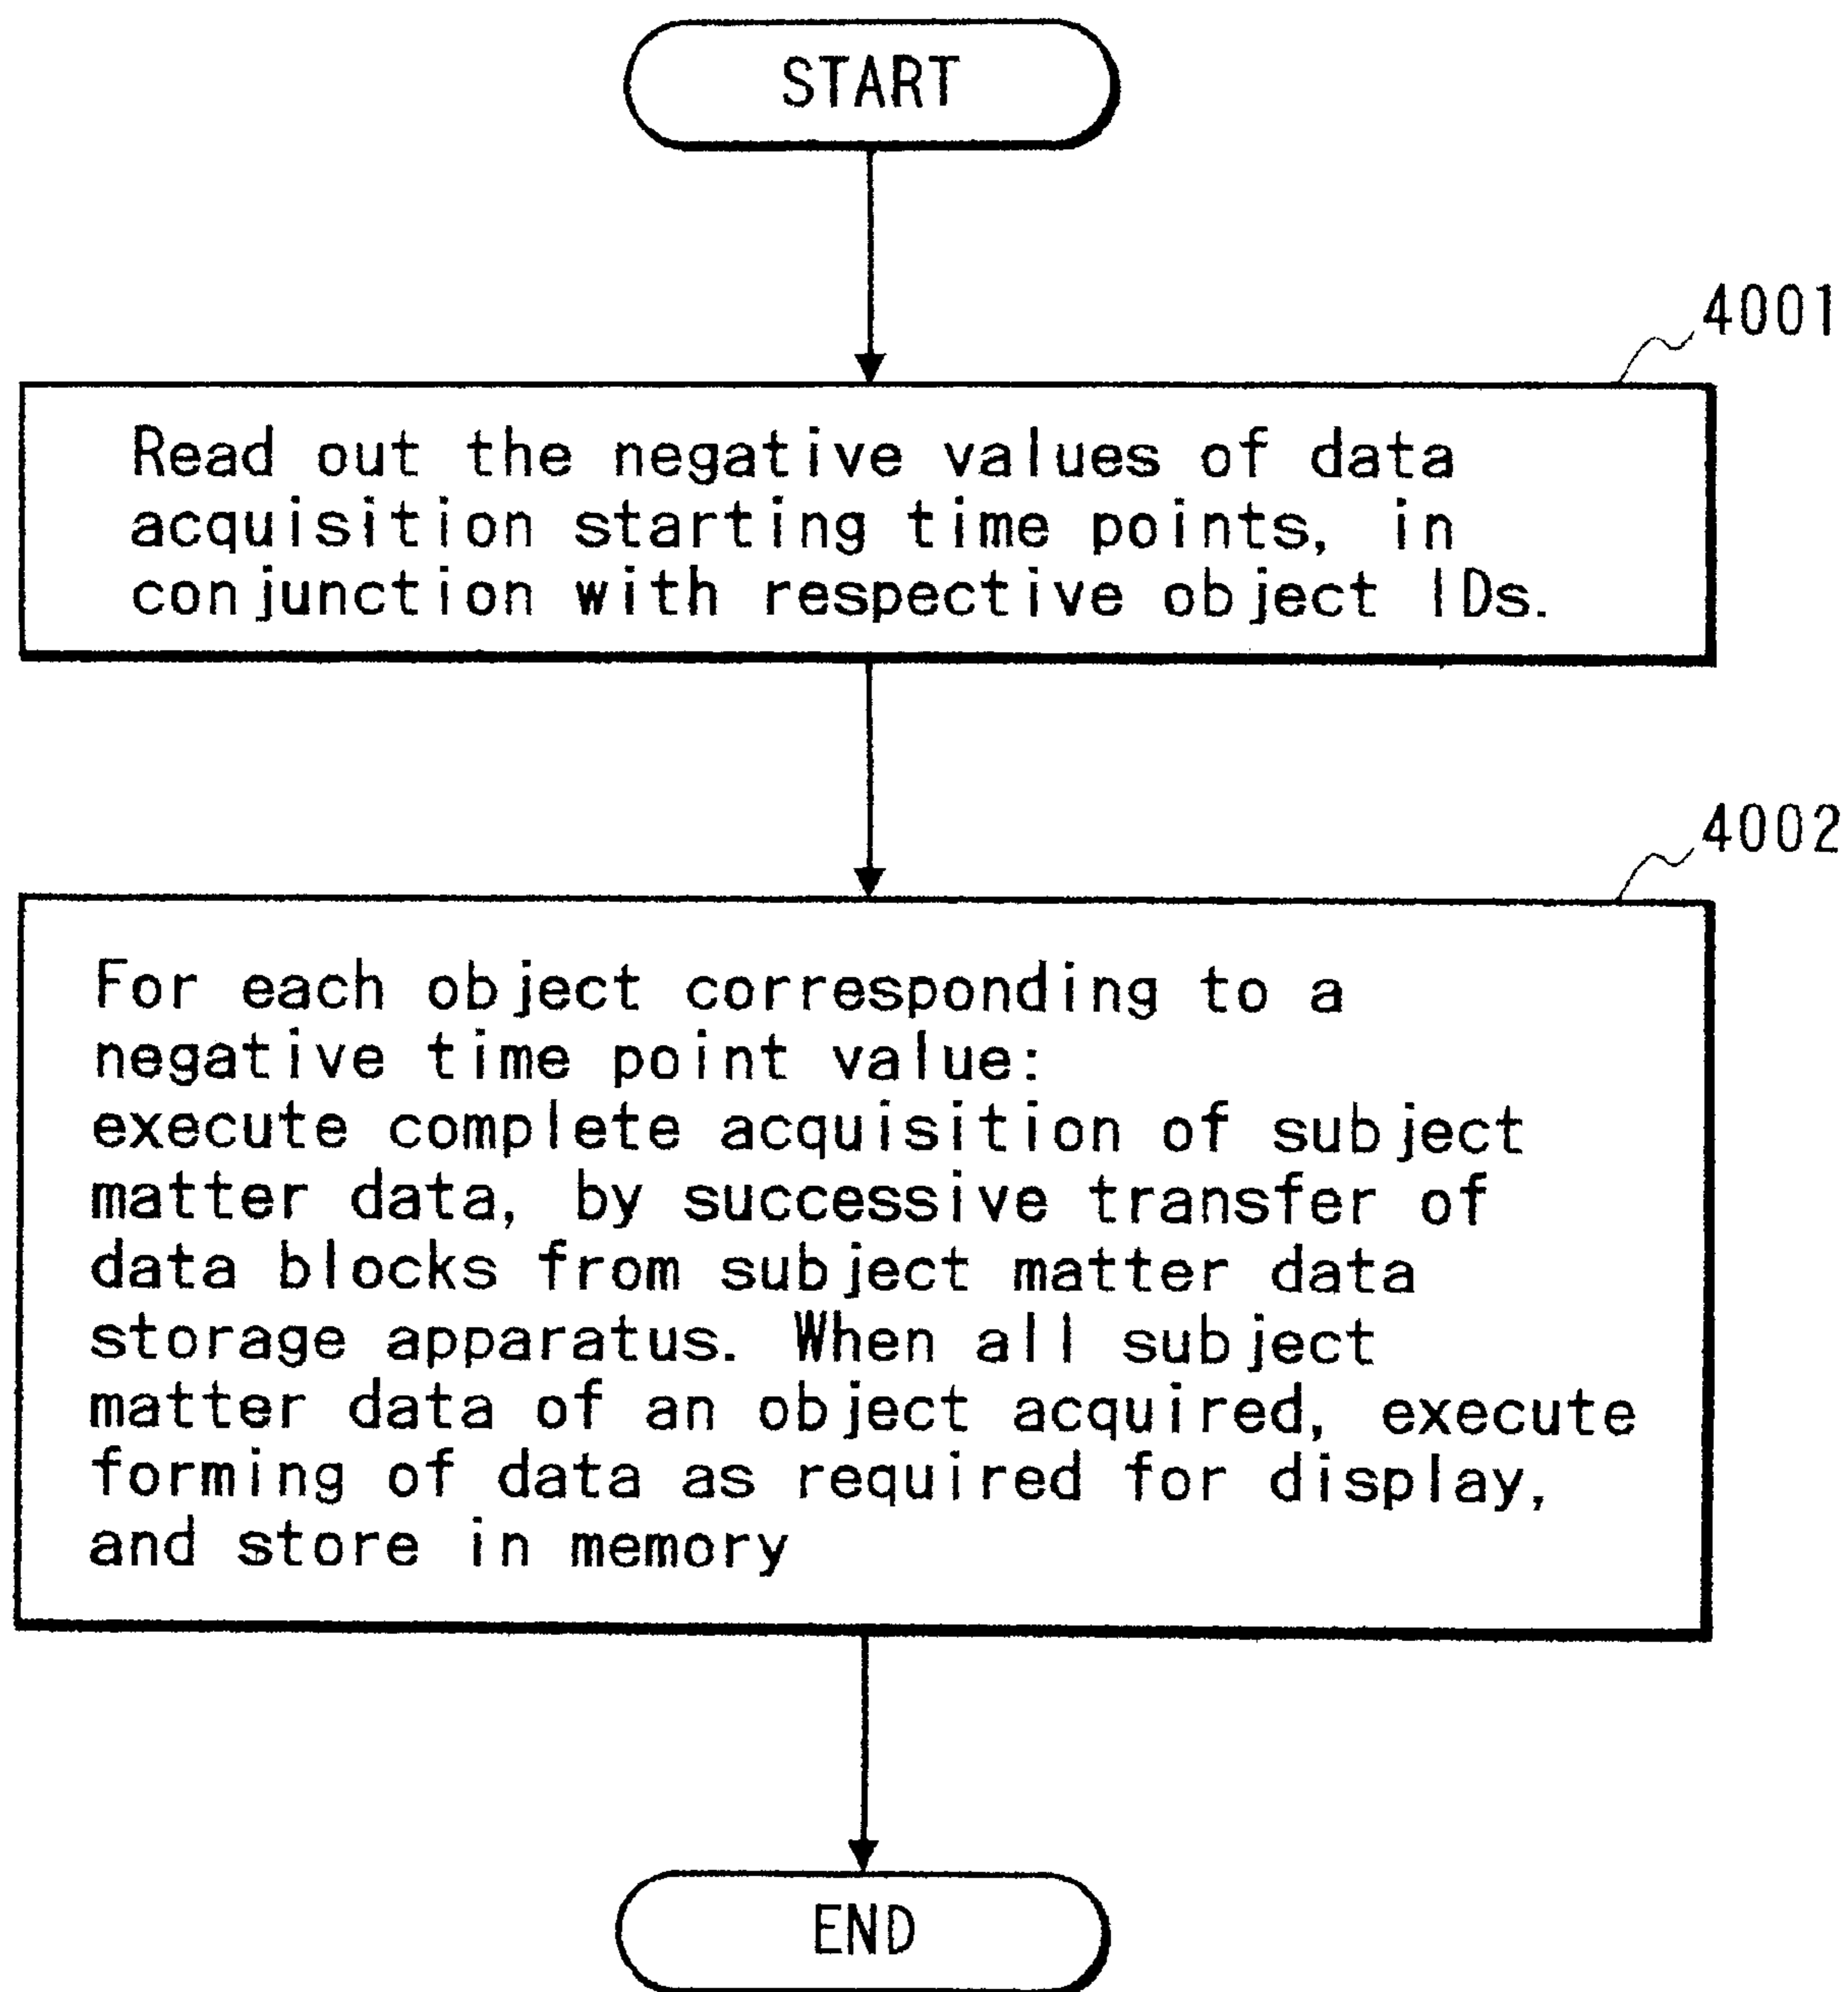 START
4001
Read out the negative values of data
acquisition starting time points, in
conjunction with respective object IDs.
4002
For each object corresponding to a
negative time point value:
execute complete acquisition of subject
matter data, by successive transfer of
data blocks from subject matter data
storage apparatus. When all subject
matter data of an object acquired, execute
forming of data as required for display,
and store in memory
END